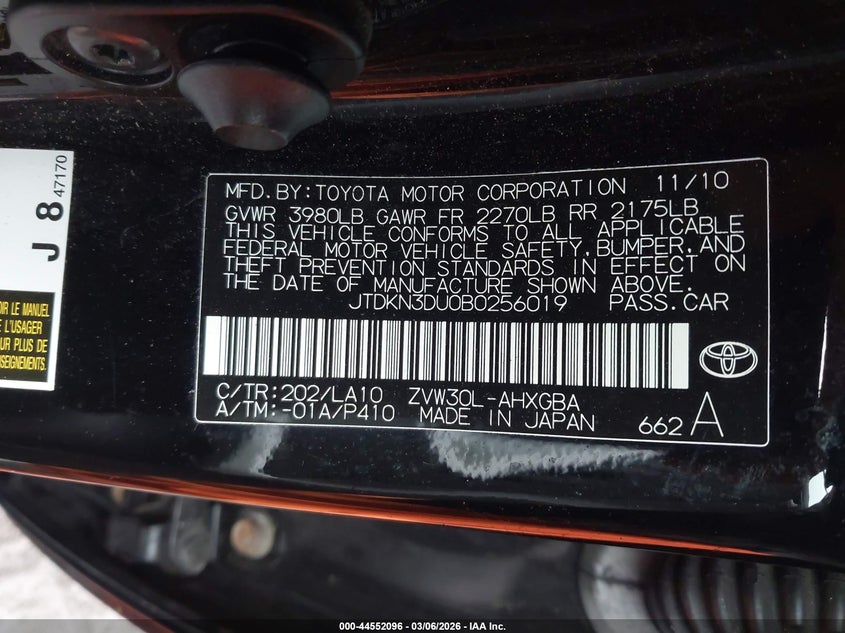 J 8
47170
OIR LE MANUEL
E L'USAGER
OUR PLUS DE
NSEIGNEMENTS.
MFD.BY:TOYOTA MOTOR CORPORATION 11/10
GVWR 3980LB GAWR FR 2270LB RR 2175LB
THIS VEHICLE CONFORMS TO ALL APPLICABLE
FEDERAL MOTOR VEHICLE SAFETY,BUMPER,AND
THEFT PREVENTION STANDARDS IN EFFECT ON
THE DATE OF MANUFACTURE SHOWN ABOVE.
JTDKN3DU0B0256019 PASS.CAR
C/TR:202/LA10 ZVW30L-AHXGBA
A/TM:-01A/P410 MADE IN JAPAN 662 A
000-44552096 - 03/06/2026 - IAA Inc.